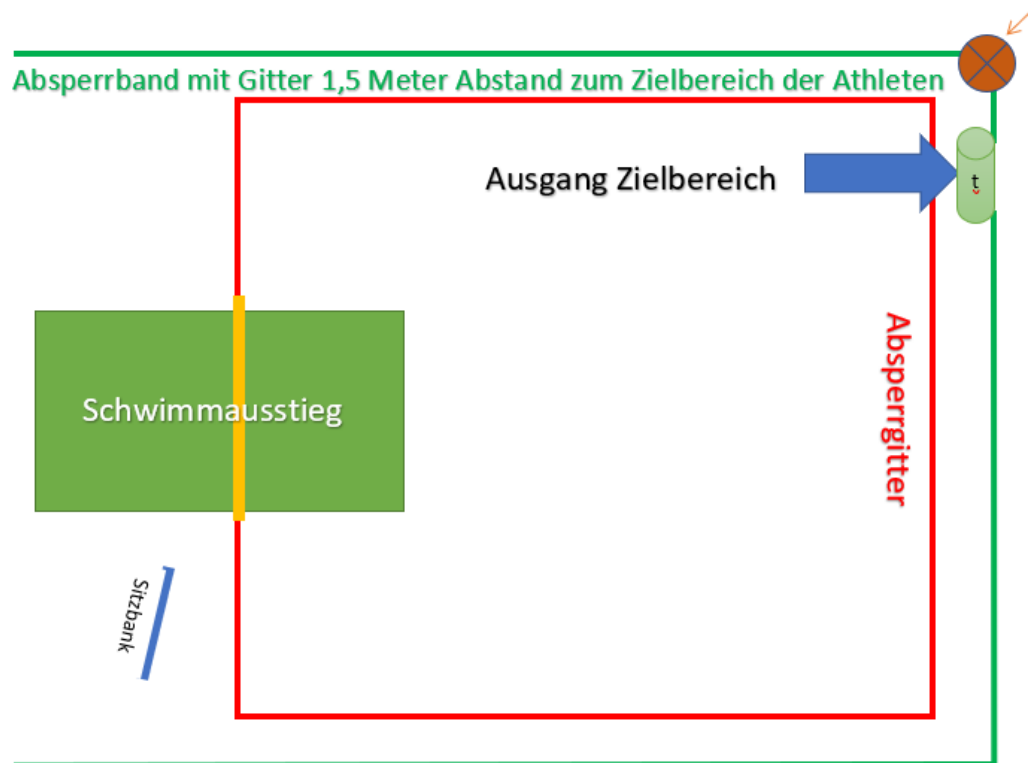 Absperrband mit Gitter 1,5 Meter Abstand zum Zielbereich der Athleten
Ausgang Zielbereich
t
Absperrgitter
Schwimmausstieg
Sitzbank